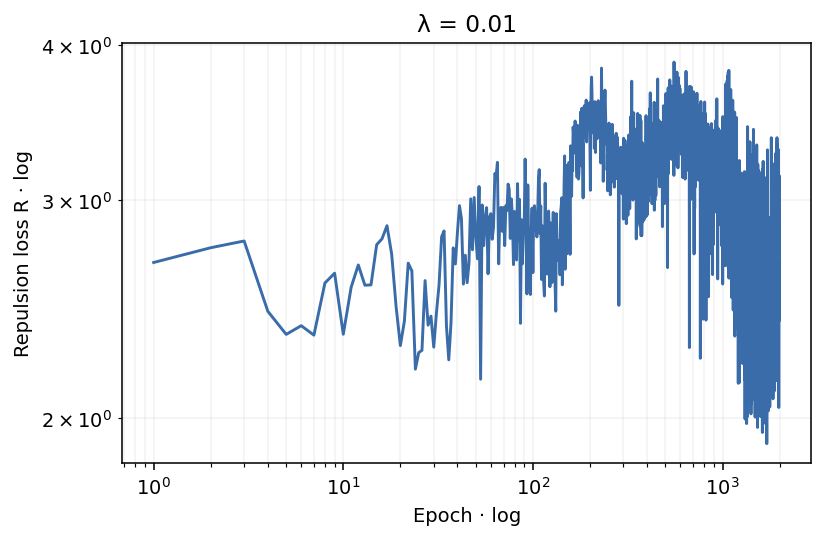 λ = 0.01
4 × 10⁰
3 × 10⁰
2 × 10⁰
Repulsion loss R · log
10⁰ 10¹ 10² 10³
Epoch · log